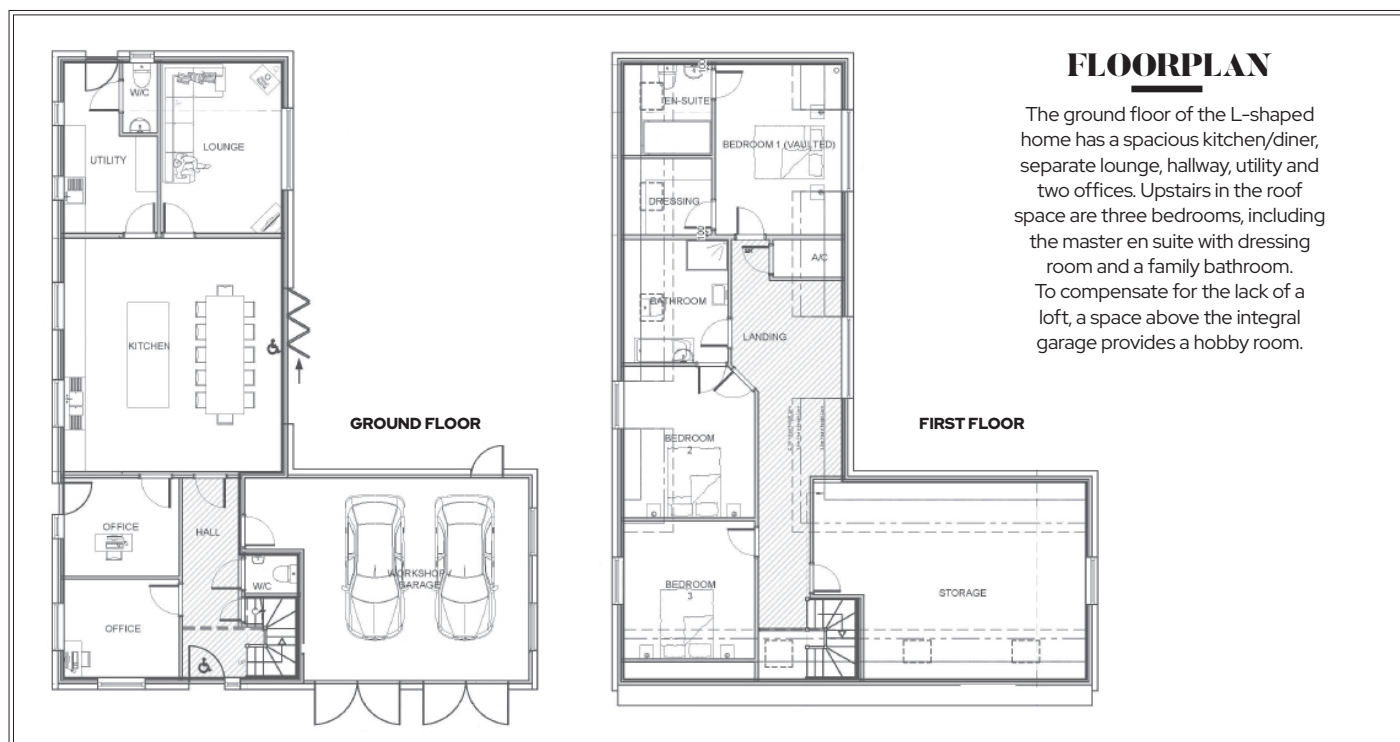 FLOORPLAN
The ground floor of the L-shaped
home has a spacious kitchen/diner,
separate lounge, hallway, utility and
two offices. Upstairs in the roof
space are three bedrooms, including
the master en suite with dressing
room and a family bathroom.
To compensate for the lack of a
loft, a space above the integral
garage provides a hobby room.
GROUND FLOOR
W/C
UTILITY
LOUNGE
KITCHEN
OFFICE
HALL
W/C
WORKSHOP/
GARAGE
OFFICE
FIRST FLOOR
EN-SUITE
BEDROOM 1 (VAULTED)
DRESSING
A/C
BATHROOM
LANDING
BEDROOM
2
BEDROOM
3
STORAGE